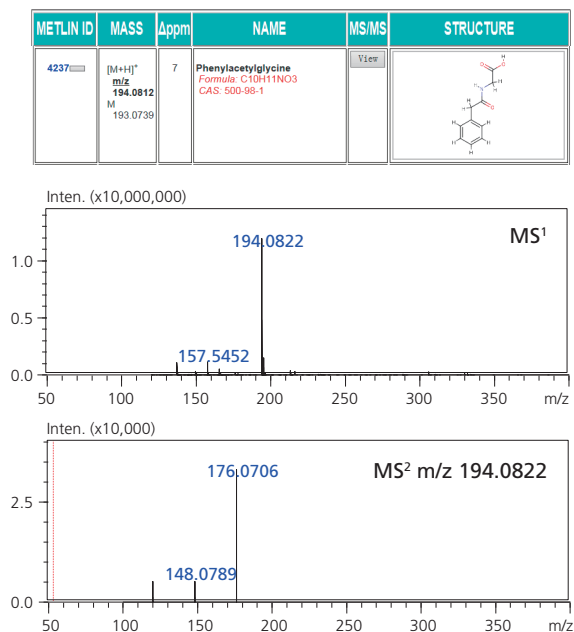 METLIN ID MASS Δppm NAME MS/MS STRUCTURE
4237 [M+H]+ 7 Phenylacetylglycine View
m/z Formula: C10H11NO3
194.0812 CAS: 500-98-1
M
193.0739
H O O H N H H H H O H H H H H
Inten. (x10,000,000)
MS¹
194.0822
1.0
0.5
157.5452
0.0
50 100 150 200 250 300 350 m/z
Inten. (x10,000)
176.0706 MS² m/z 194.0822
2.5
148.0789
0.0
50 100 150 200 250 300 350 m/z